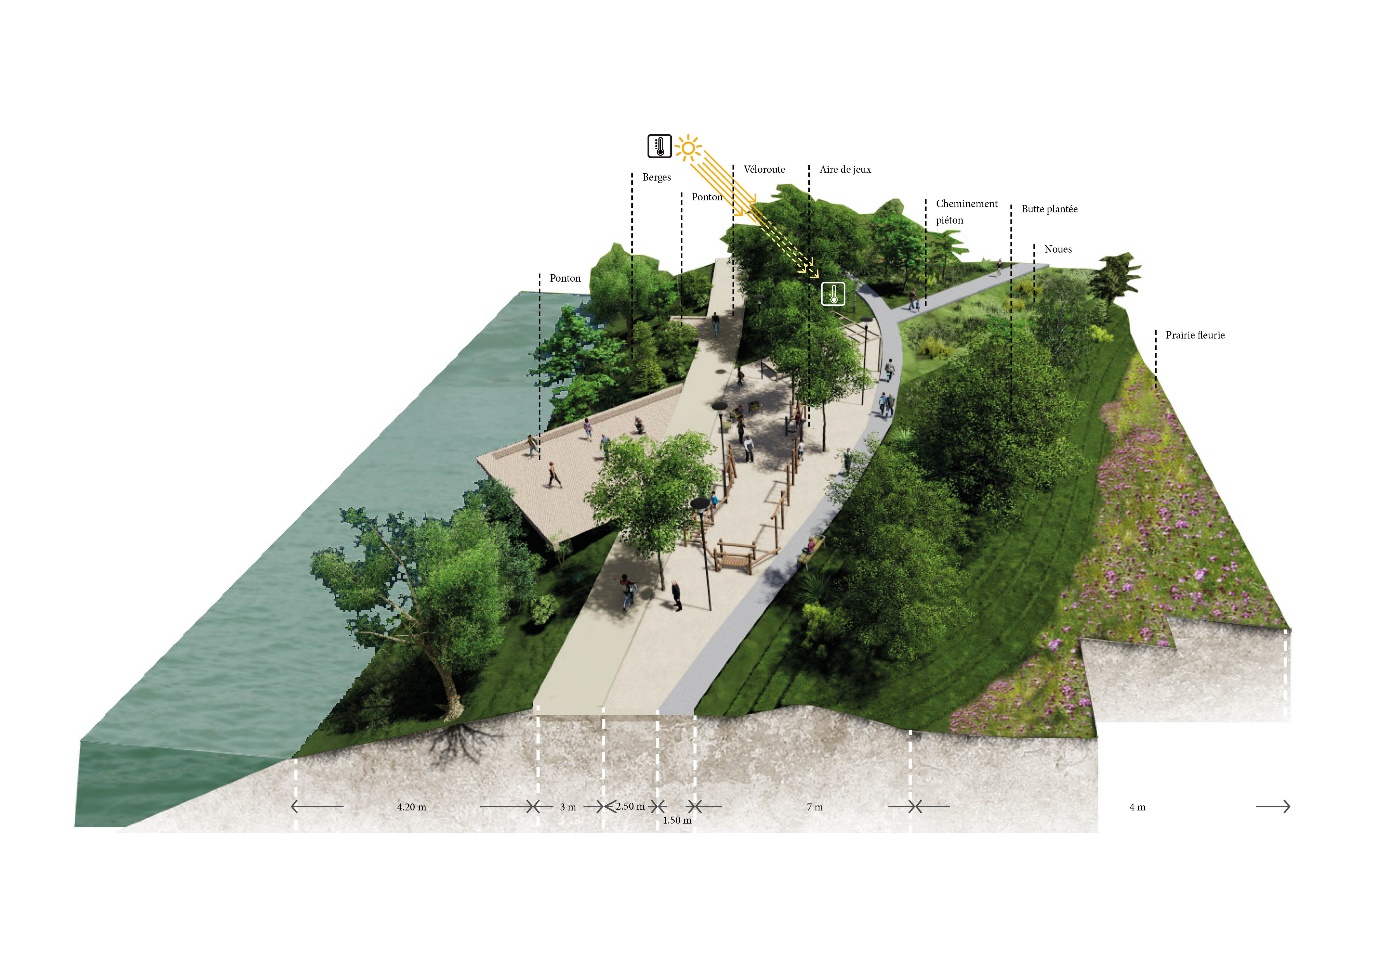 Véloroute
Aire de jeux
Berges
Ponton
Cheminement
piéton
Butte plantée
Noues
Ponton
Prairie fleurie
4.20 m
3 m
2.50 m
1.50 m
7 m
4 m